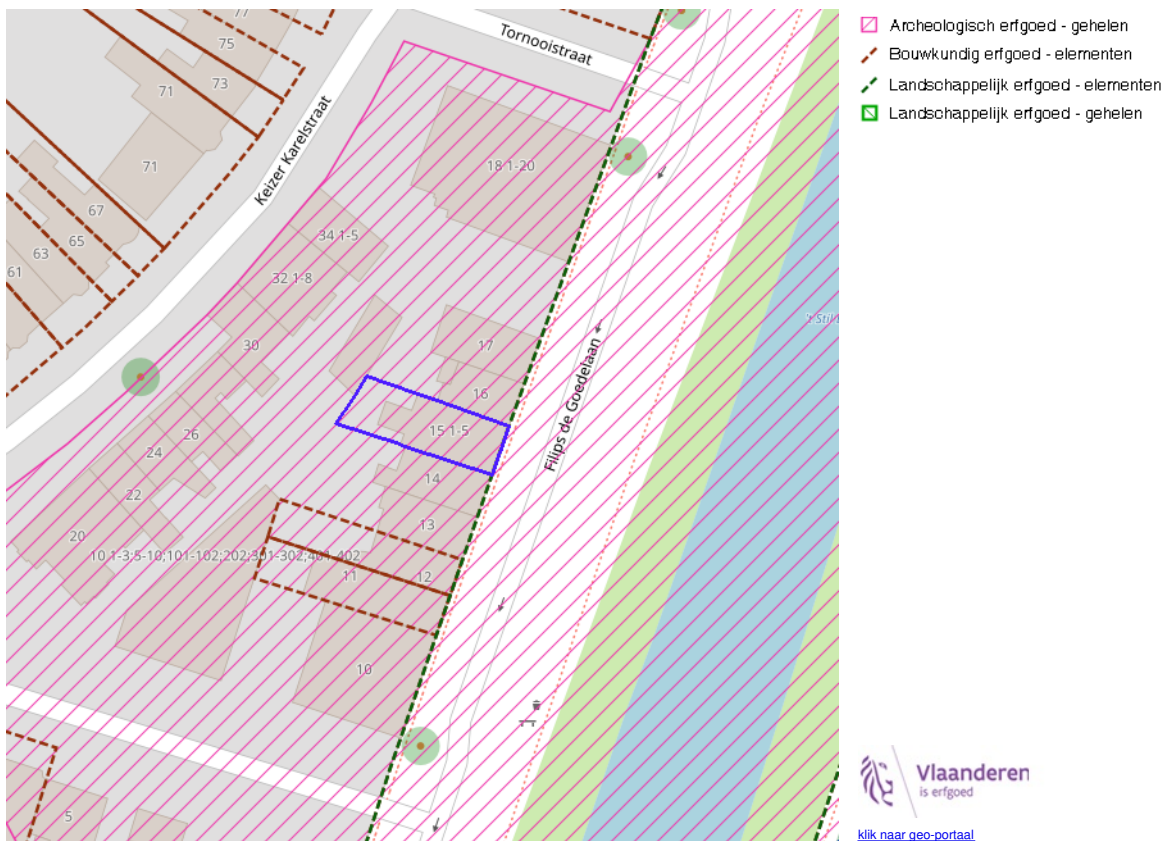 Archeologisch erfgoed - gehelen
Bouwkundig erfgoed - elementen
Landschappelijk erfgoed - elementen
Landschappelijk erfgoed - gehelen
77
75
73
71
71
67
65
63
61
Tornooistraat
Keizer Karelstraat
18 1-20
34 1-5
32 1-8
30
17
16
15 1-5
14
13
12
11
10
26
24
22
20
10 1-3;5-10;101-102;202;301-302;401-402
5
Filips de Goedelaan
't Stil
Vlaanderen
is erfgoed
klik naar geo-portaal